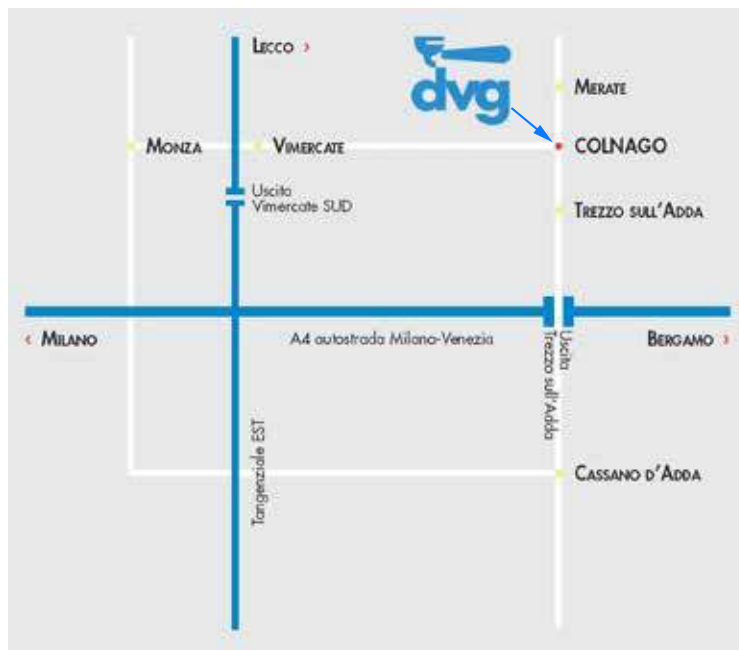 LECCO ›
dvg
MERATE
MONZA
VIMERCATE
COLNAGO
Uscita
Vimercate SUD
TREZZO SULL'ADDA
‹ MILANO
A4 autostrada Milano-Venezia
Uscita
Trezzo sull'Adda
BERGAMO ›
Tangenziale EST
CASSANO D'ADDA